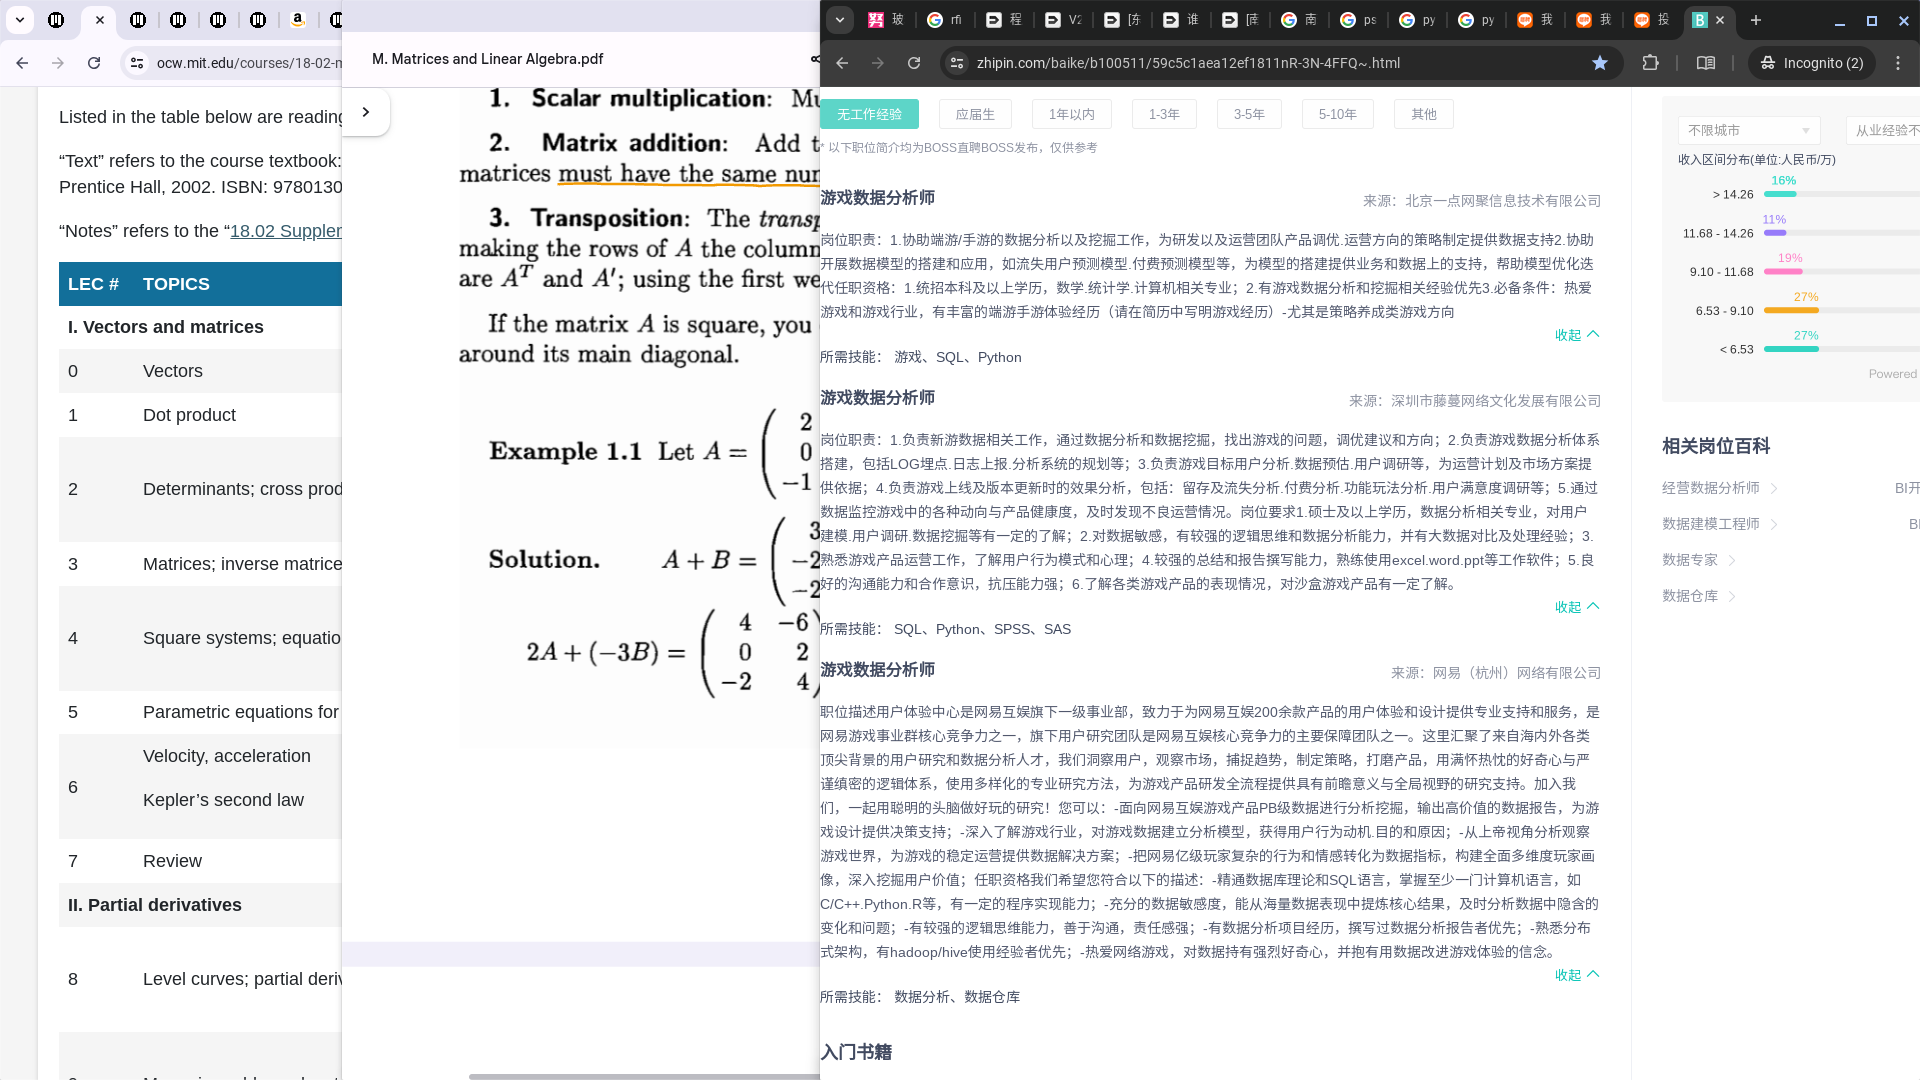 ocw.mit.edu/courses/18-02-m
Listed in the table below are reading
“Text” refers to the course textbook:
Prentice Hall, 2002. ISBN: 9780130
“Notes” refers to the “18.02 Supplen
LEC # TOPICS
I. Vectors and matrices
0 Vectors
1 Dot product
2 Determinants; cross prod
3 Matrices; inverse matrice
4 Square systems; equatio
5 Parametric equations for
6 Velocity, acceleration
Kepler’s second law
7 Review
II. Partial derivatives
8 Level curves; partial deriv
M. Matrices and Linear Algebra.pdf
1. Scalar multiplication: Mu
2. Matrix addition: Add t
matrices must have the same nur
3. Transposition: The transp
making the rows of A the column
are A^T and A′; using the first we
If the matrix A is square, you
around its main diagonal.
Example 1.1 Let A = ( 2
0
−1
Solution. A + B = ( 3
−2
−2
2A + (−3B) = ( 4 −6
0 2
−2 4
玻
rfi
程
V2
[东
谁
[南
南
ps
py
py
我
我
投
zhipin.com/baike/b100511/59c5c1aea12ef1811nR-3N-4FFQ~.html
Incognito (2)
无工作经验 应届生 1年以内 1-3年 3-5年 5-10年 其他
* 以下职位简介均为BOSS直聘BOSS发布，仅供参考
游戏数据分析师 来源：北京一点网聚信息技术有限公司
岗位职责：1.协助端游/手游的数据分析以及挖掘工作，为研发以及运营团队产品调优.运营方向的策略制定提供数据支持2.协助
开展数据模型的搭建和应用，如流失用户预测模型.付费预测模型等，为模型的搭建提供业务和数据上的支持，帮助模型优化迭
代任职资格：1.统招本科及以上学历，数学.统计学.计算机相关专业；2.有游戏数据分析和挖掘相关经验优先3.必备条件：热爱
游戏和游戏行业，有丰富的端游手游体验经历（请在简历中写明游戏经历）-尤其是策略养成类游戏方向
收起
所需技能： 游戏、SQL、Python
游戏数据分析师 来源：深圳市藤蔓网络文化发展有限公司
岗位职责：1.负责新游数据相关工作，通过数据分析和数据挖掘，找出游戏的问题，调优建议和方向；2.负责游戏数据分析体系
搭建，包括LOG埋点.日志上报.分析系统的规划等；3.负责游戏目标用户分析.数据预估.用户调研等，为运营计划及市场方案提
供依据；4.负责游戏上线及版本更新时的效果分析，包括：留存及流失分析.付费分析.功能玩法分析.用户满意度调研等；5.通过
数据监控游戏中的各种动向与产品健康度，及时发现不良运营情况。岗位要求1.硕士及以上学历，数据分析相关专业，对用户
建模.用户调研.数据挖掘等有一定的了解；2.对数据敏感，有较强的逻辑思维和数据分析能力，并有大数据对比及处理经验；3.
熟悉游戏产品运营工作，了解用户行为模式和心理；4.较强的总结和报告撰写能力，熟练使用excel.word.ppt等工作软件；5.良
好的沟通能力和合作意识，抗压能力强；6.了解各类游戏产品的表现情况，对沙盒游戏产品有一定了解。
收起
所需技能： SQL、Python、SPSS、SAS
游戏数据分析师 来源：网易（杭州）网络有限公司
职位描述用户体验中心是网易互娱旗下一级事业部，致力于为网易互娱200余款产品的用户体验和设计提供专业支持和服务，是
网易游戏事业群核心竞争力之一，旗下用户研究团队是网易互娱核心竞争力的主要保障团队之一。这里汇聚了来自海内外各类
顶尖背景的用户研究和数据分析人才，我们洞察用户，观察市场，捕捉趋势，制定策略，打磨产品，用满怀热忱的好奇心与严
谨缜密的逻辑体系，使用多样化的专业研究方法，为游戏产品研发全流程提供具有前瞻意义与全局视野的研究支持。加入我
们，一起用聪明的头脑做好玩的研究！您可以：-面向网易互娱游戏产品PB级数据进行分析挖掘，输出高价值的数据报告，为游
戏设计提供决策支持；-深入了解游戏行业，对游戏数据建立分析模型，获得用户行为动机.目的和原因；-从上帝视角分析观察
游戏世界，为游戏的稳定运营提供数据解决方案；-把网易亿级玩家复杂的行为和情感转化为数据指标，构建全面多维度玩家画
像，深入挖掘用户价值；任职资格我们希望您符合以下的描述：-精通数据库理论和SQL语言，掌握至少一门计算机语言，如
C/C++.Python.R等，有一定的程序实现能力；-充分的数据敏感度，能从海量数据表现中提炼核心结果，及时分析数据中隐含的
变化和问题；-有较强的逻辑思维能力，善于沟通，责任感强；-有数据分析项目经历，撰写过数据分析报告者优先；-熟悉分布
式架构，有hadoop/hive使用经验者优先；-热爱网络游戏，对数据持有强烈好奇心，并抱有用数据改进游戏体验的信念。
收起
所需技能： 数据分析、数据仓库
入门书籍
不限城市 从业经验不
收入区间分布(单位:人民币/万)
16%
> 14.26
11%
11.68 - 14.26
19%
9.10 - 11.68
27%
6.53 - 9.10
27%
< 6.53
Powered
相关岗位百科
经营数据分析师 BI开
数据建模工程师 BI
数据专家
数据仓库